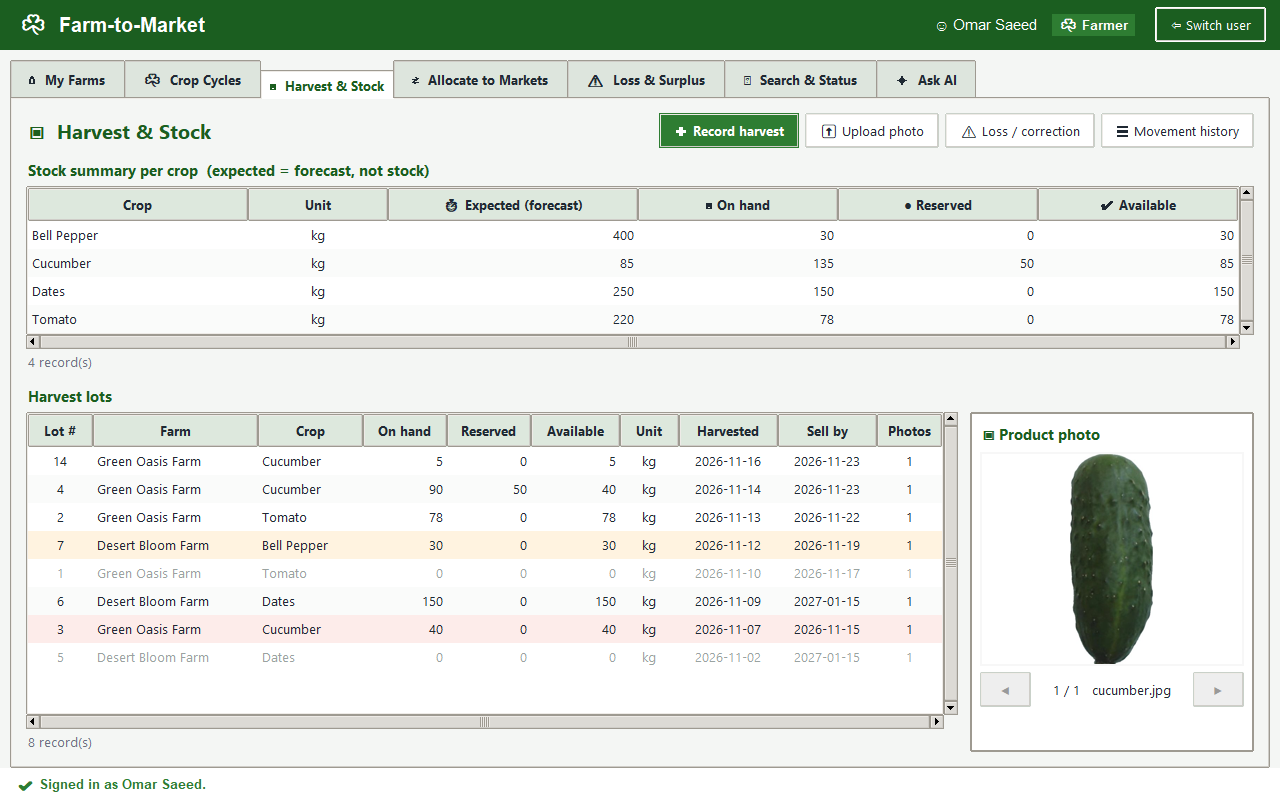 Farm-to-Market
Omar Saeed Farmer Switch user
My Farms Crop Cycles Harvest & Stock Allocate to Markets Loss & Surplus Search & Status Ask AI
Harvest & Stock
Record harvest Upload photo Loss / correction Movement history
Stock summary per crop (expected = forecast, not stock)
Crop Unit Expected (forecast) On hand Reserved Available
Bell Pepper kg 400 30 0 30
Cucumber kg 85 135 50 85
Dates kg 250 150 0 150
Tomato kg 220 78 0 78
4 record(s)
Harvest lots
Lot # Farm Crop On hand Reserved Available Unit Harvested Sell by Photos
14 Green Oasis Farm Cucumber 5 0 5 kg 2026-11-16 2026-11-23 1
4 Green Oasis Farm Cucumber 90 50 40 kg 2026-11-14 2026-11-23 1
2 Green Oasis Farm Tomato 78 0 78 kg 2026-11-13 2026-11-22 1
7 Desert Bloom Farm Bell Pepper 30 0 30 kg 2026-11-12 2026-11-19 1
1 Green Oasis Farm Tomato 0 0 0 kg 2026-11-10 2026-11-17 1
6 Desert Bloom Farm Dates 150 0 150 kg 2026-11-09 2027-01-15 1
3 Green Oasis Farm Cucumber 40 0 40 kg 2026-11-07 2026-11-15 1
5 Desert Bloom Farm Dates 0 0 0 kg 2026-11-02 2027-01-15 1
8 record(s)
Product photo
1 / 1 cucumber.jpg
Signed in as Omar Saeed.